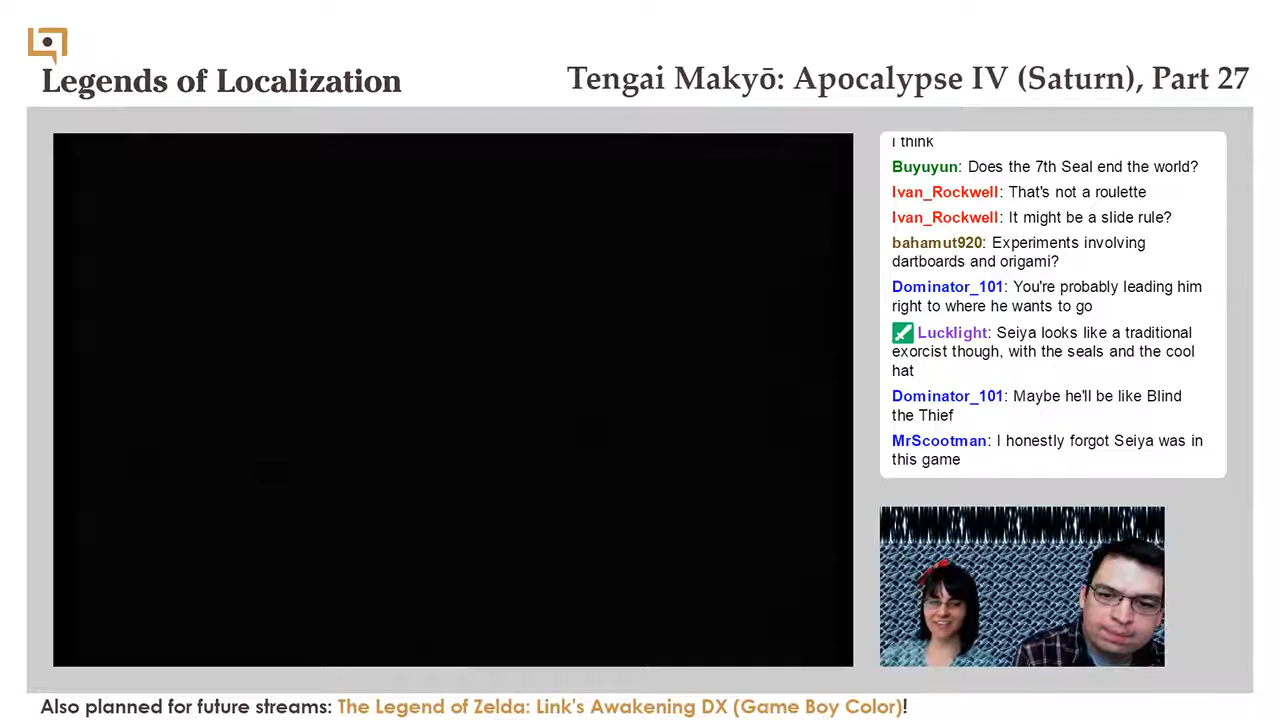 Legends of Localization
Tengai Makyō: Apocalypse IV (Saturn), Part 27
i think
Buyuyun: Does the 7th Seal end the world?
Ivan_Rockwell: That's not a roulette
Ivan_Rockwell: It might be a slide rule?
bahamut920: Experiments involving
dartboards and origami?
Dominator_101: You're probably leading him
right to where he wants to go
Lucklight: Seiya looks like a traditional
exorcist though, with the seals and the cool
hat
Dominator_101: Maybe he'll be like Blind
the Thief
MrScootman: I honestly forgot Seiya was in
this game
Also planned for future streams: The Legend of Zelda: Link's Awakening DX (Game Boy Color)!